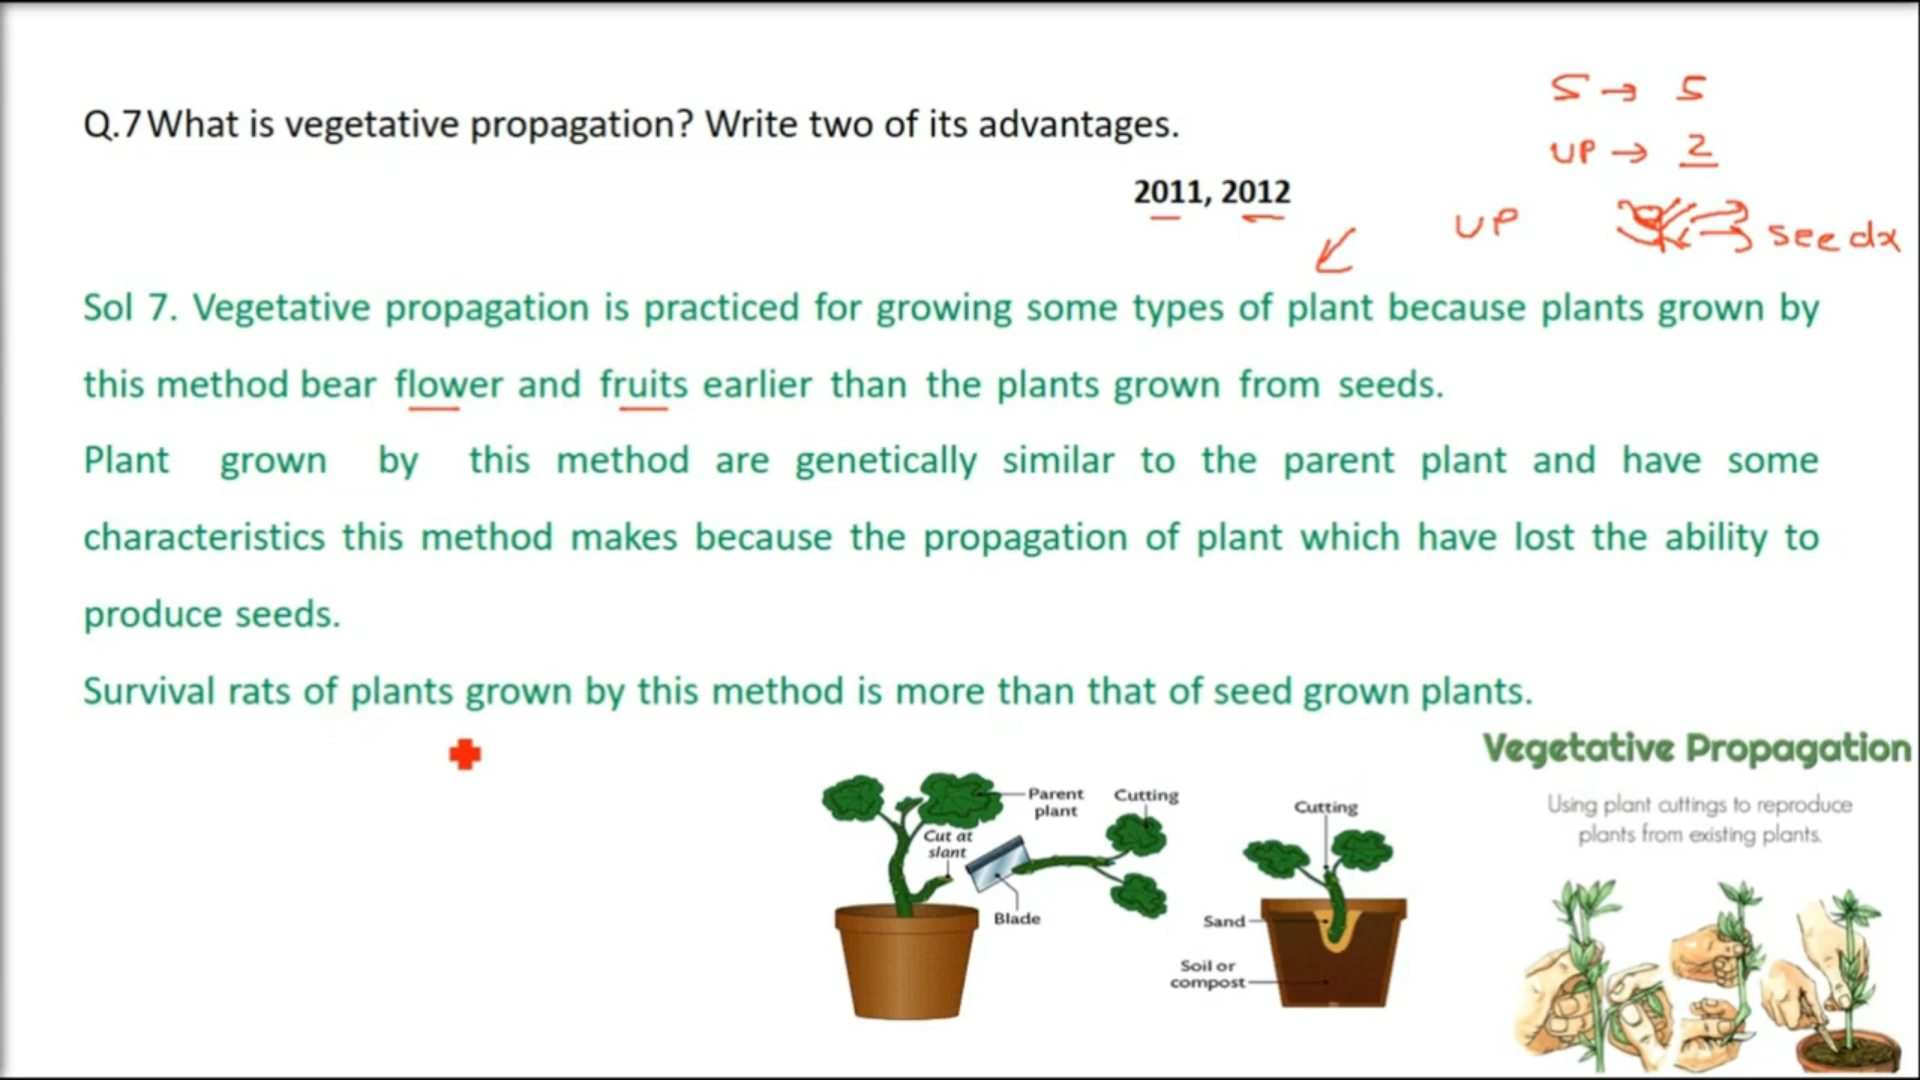 Q.7 What is vegetative propagation? Write two of its advantages.
S → 5
UP → 2
2011, 2012
UP
seedx
Sol 7. Vegetative propagation is practiced for growing some types of plant because plants grown by
this method bear flower and fruits earlier than the plants grown from seeds.
Plant grown by this method are genetically similar to the parent plant and have some
characteristics this method makes because the propagation of plant which have lost the ability to
produce seeds.
Survival rats of plants grown by this method is more than that of seed grown plants.
Parent
plant
Cutting
Cut at
slant
Blade
Cutting
Sand
Soil or
compost
Vegetative Propagation
Using plant cuttings to reproduce
plants from existing plants.